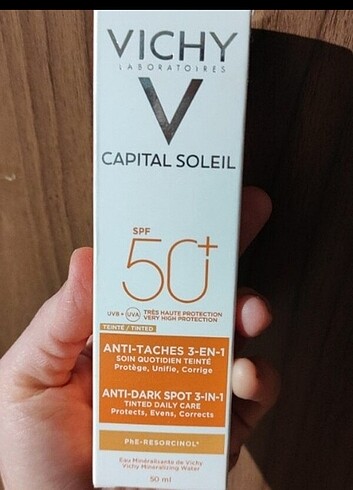 VICHY
LABORATOIRES
V
CAPITAL SOLEIL
SPF
50+
UVB + UVA TRÈS HAUTE PROTECTION
VERY HIGH PROTECTION
TEINTÉ / TINTED
ANTI-TACHES 3-EN-1
SOIN QUOTIDIEN TEINTÉ
Protège, Unifie, Corrige
ANTI-DARK SPOT 3-IN-1
TINTED DAILY CARE
Protects, Evens, Corrects
PhE-RESORCINOL*
Eau Minéralisante de Vichy
Vichy Mineralizing Water
50 ml